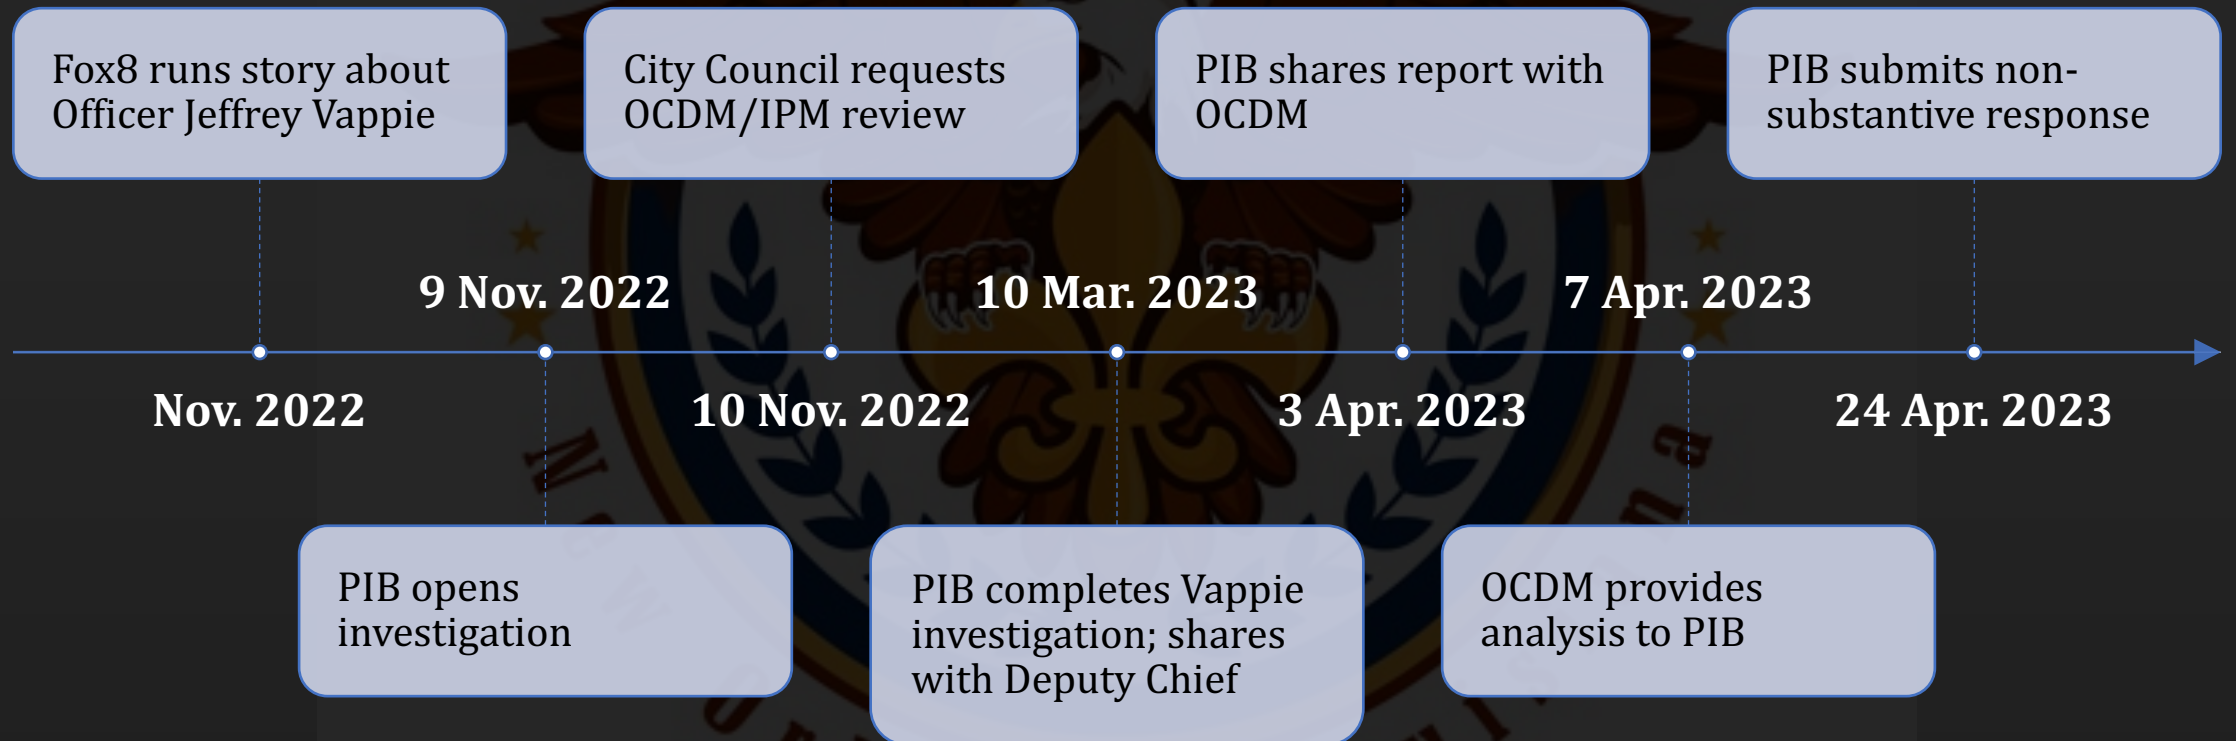 Fox8 runs story about
Officer Jeffrey Vappie
City Council requests
OCDM/IPM review
PIB shares report with
OCDM
PIB submits non-
substantive response
9 Nov. 2022
10 Mar. 2023
7 Apr. 2023
Nov. 2022
10 Nov. 2022
3 Apr. 2023
24 Apr. 2023
PIB opens
investigation
PIB completes Vappie
investigation; shares
with Deputy Chief
OCDM provides
analysis to PIB
New